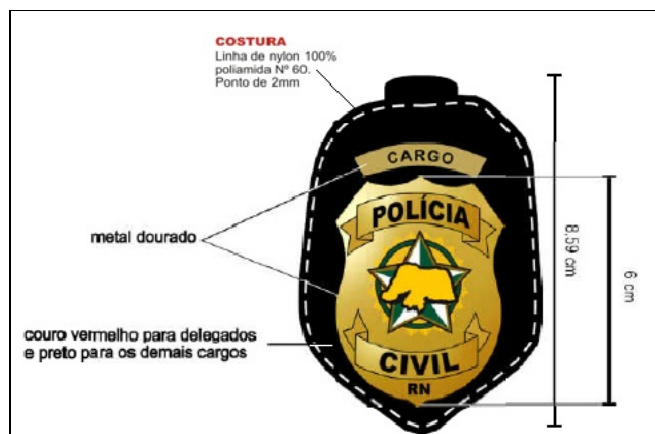 COSTURA
Linha de nylon 100%
poliamida Nº 60.
Ponto de 2mm
CARGO
POLÍCIA
metal dourado
8.59 cm
6 cm
couro vermelho para delegados
e preto para os demais cargos
CIVIL
RN